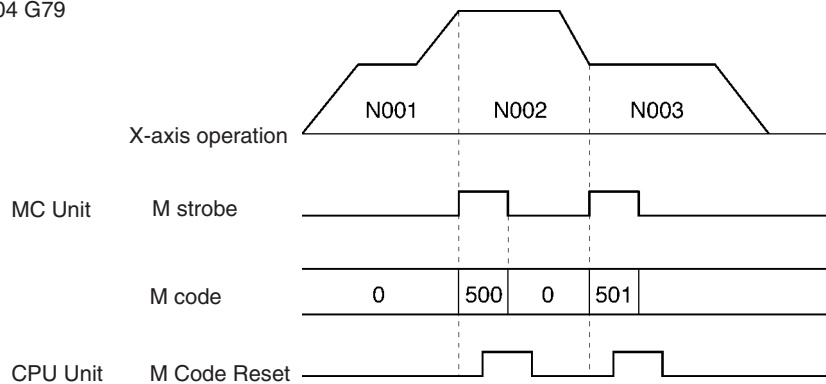 04 G79
N001 N002 N003
X-axis operation
MC Unit M strobe
M code 0 500 0 501
CPU Unit M Code Reset